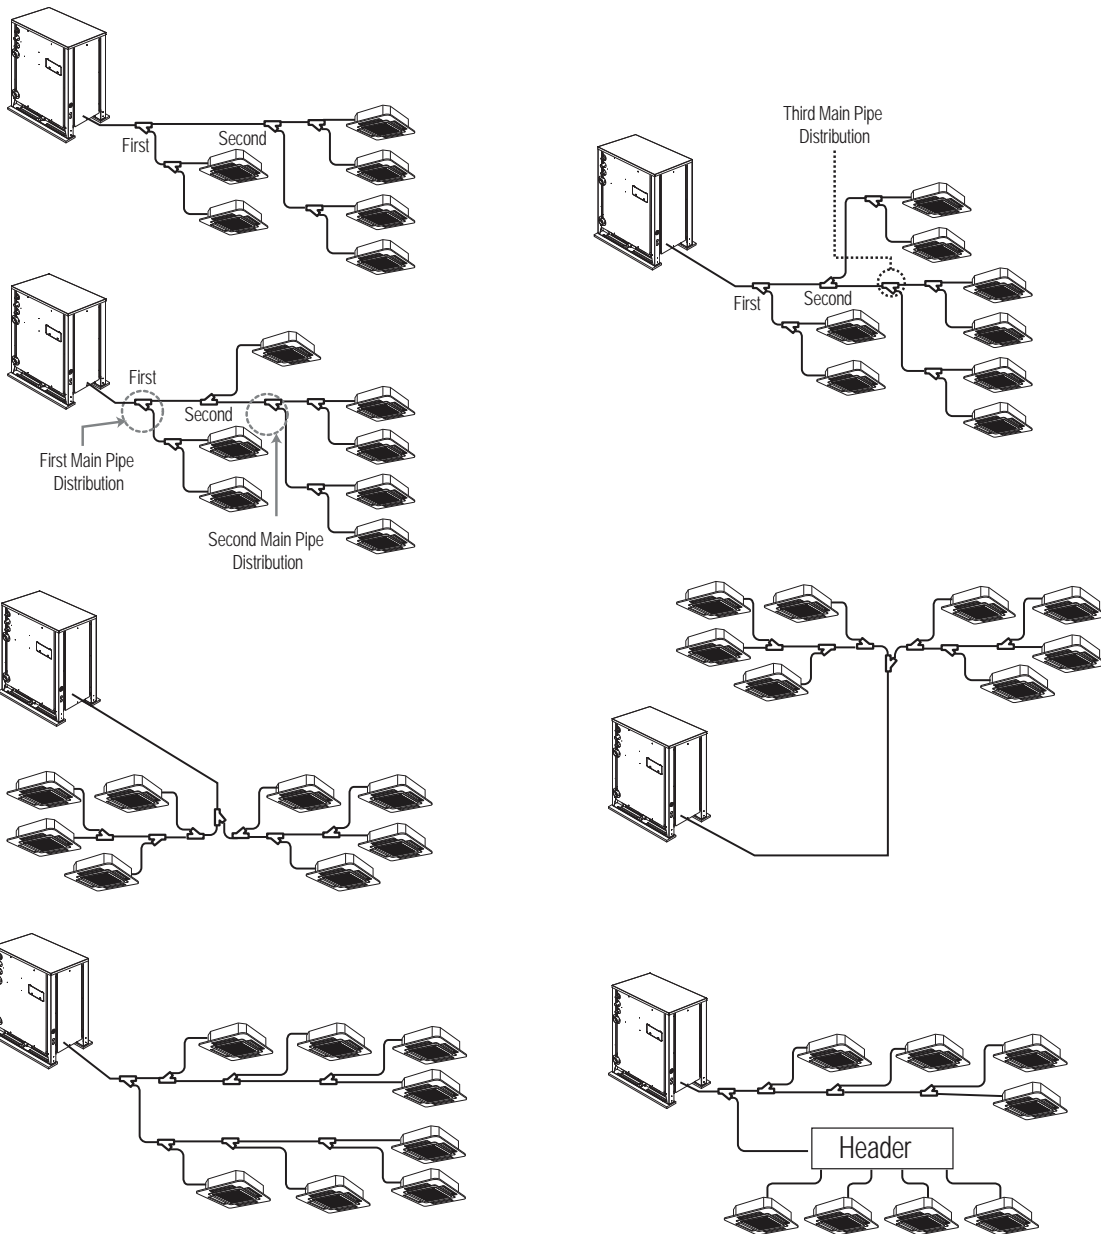 First
Second
Third Main Pipe
Distribution
First
Second
First
Second
First Main Pipe
Distribution
Second Main Pipe
Distribution
Header